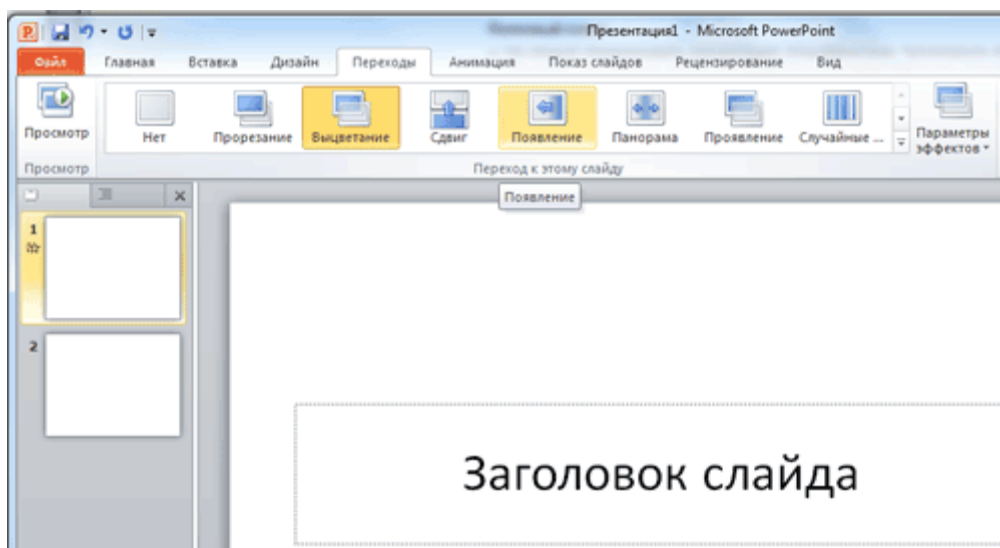 Презентация1 - Microsoft PowerPoint
Файл Главная Вставка Дизайн Переходы Анимация Показ слайдов Рецензирование Вид
Просмотр Нет Прорезание Выцветание Сдвиг Появление Панорама Проявление Случайные ... Параметры эффектов
Просмотр Переход к этому слайду
Появление
1
2
Заголовок слайда